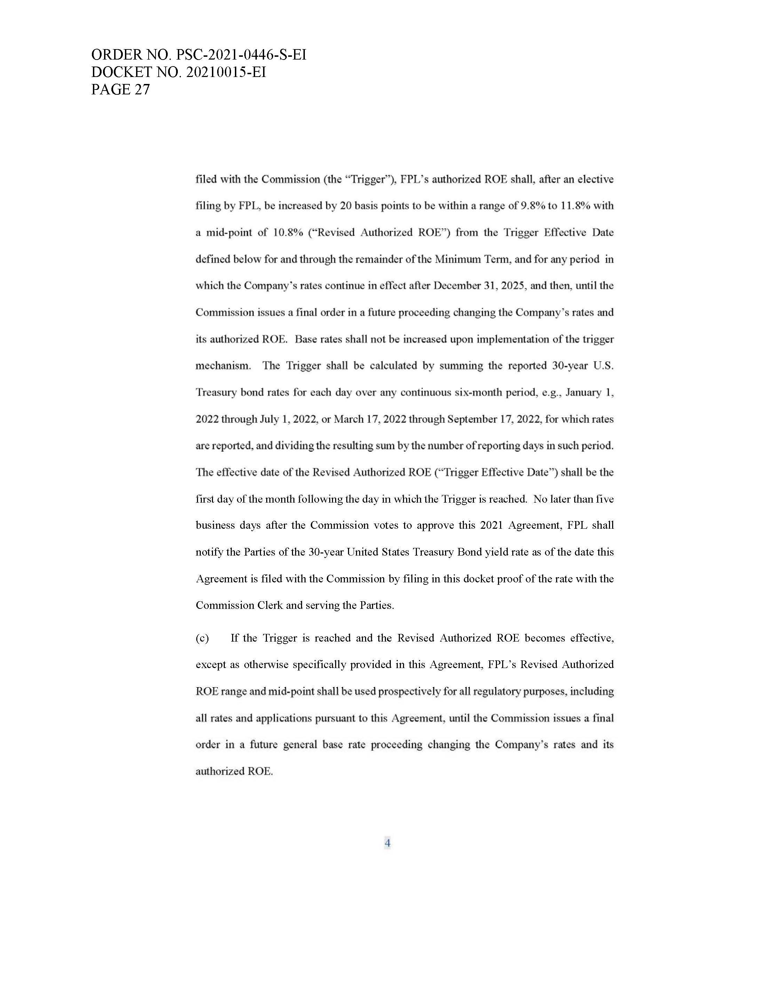 ORDER NO. PSC-2021-0446-S-EI
DOCKET NO. 20210015-EI
PAGE 27
filed with the Commission (the “Trigger”), FPL’s authorized ROE shall, after an elective
filing by FPL, be increased by 20 basis points to be within a range of 9.8% to 11.8% with
a mid-point of 10.8% (“Revised Authorized ROE”) from the Trigger Effective Date
defined below for and through the remainder of the Minimum Term, and for any period in
which the Company’s rates continue in effect after December 31, 2025, and then, until the
Commission issues a final order in a future proceeding changing the Company’s rates and
its authorized ROE. Base rates shall not be increased upon implementation of the trigger
mechanism. The Trigger shall be calculated by summing the reported 30-year U.S.
Treasury bond rates for each day over any continuous six-month period, e.g., January 1,
2022 through July 1, 2022, or March 17, 2022 through September 17, 2022, for which rates
are reported, and dividing the resulting sum by the number of reporting days in such period.
The effective date of the Revised Authorized ROE (“Trigger Effective Date”) shall be the
first day of the month following the day in which the Trigger is reached. No later than five
business days after the Commission votes to approve this 2021 Agreement, FPL shall
notify the Parties of the 30-year United States Treasury Bond yield rate as of the date this
Agreement is filed with the Commission by filing in this docket proof of the rate with the
Commission Clerk and serving the Parties.
(c) If the Trigger is reached and the Revised Authorized ROE becomes effective,
except as otherwise specifically provided in this Agreement, FPL’s Revised Authorized
ROE range and mid-point shall be used prospectively for all regulatory purposes, including
all rates and applications pursuant to this Agreement, until the Commission issues a final
order in a future general base rate proceeding changing the Company’s rates and its
authorized ROE.
4